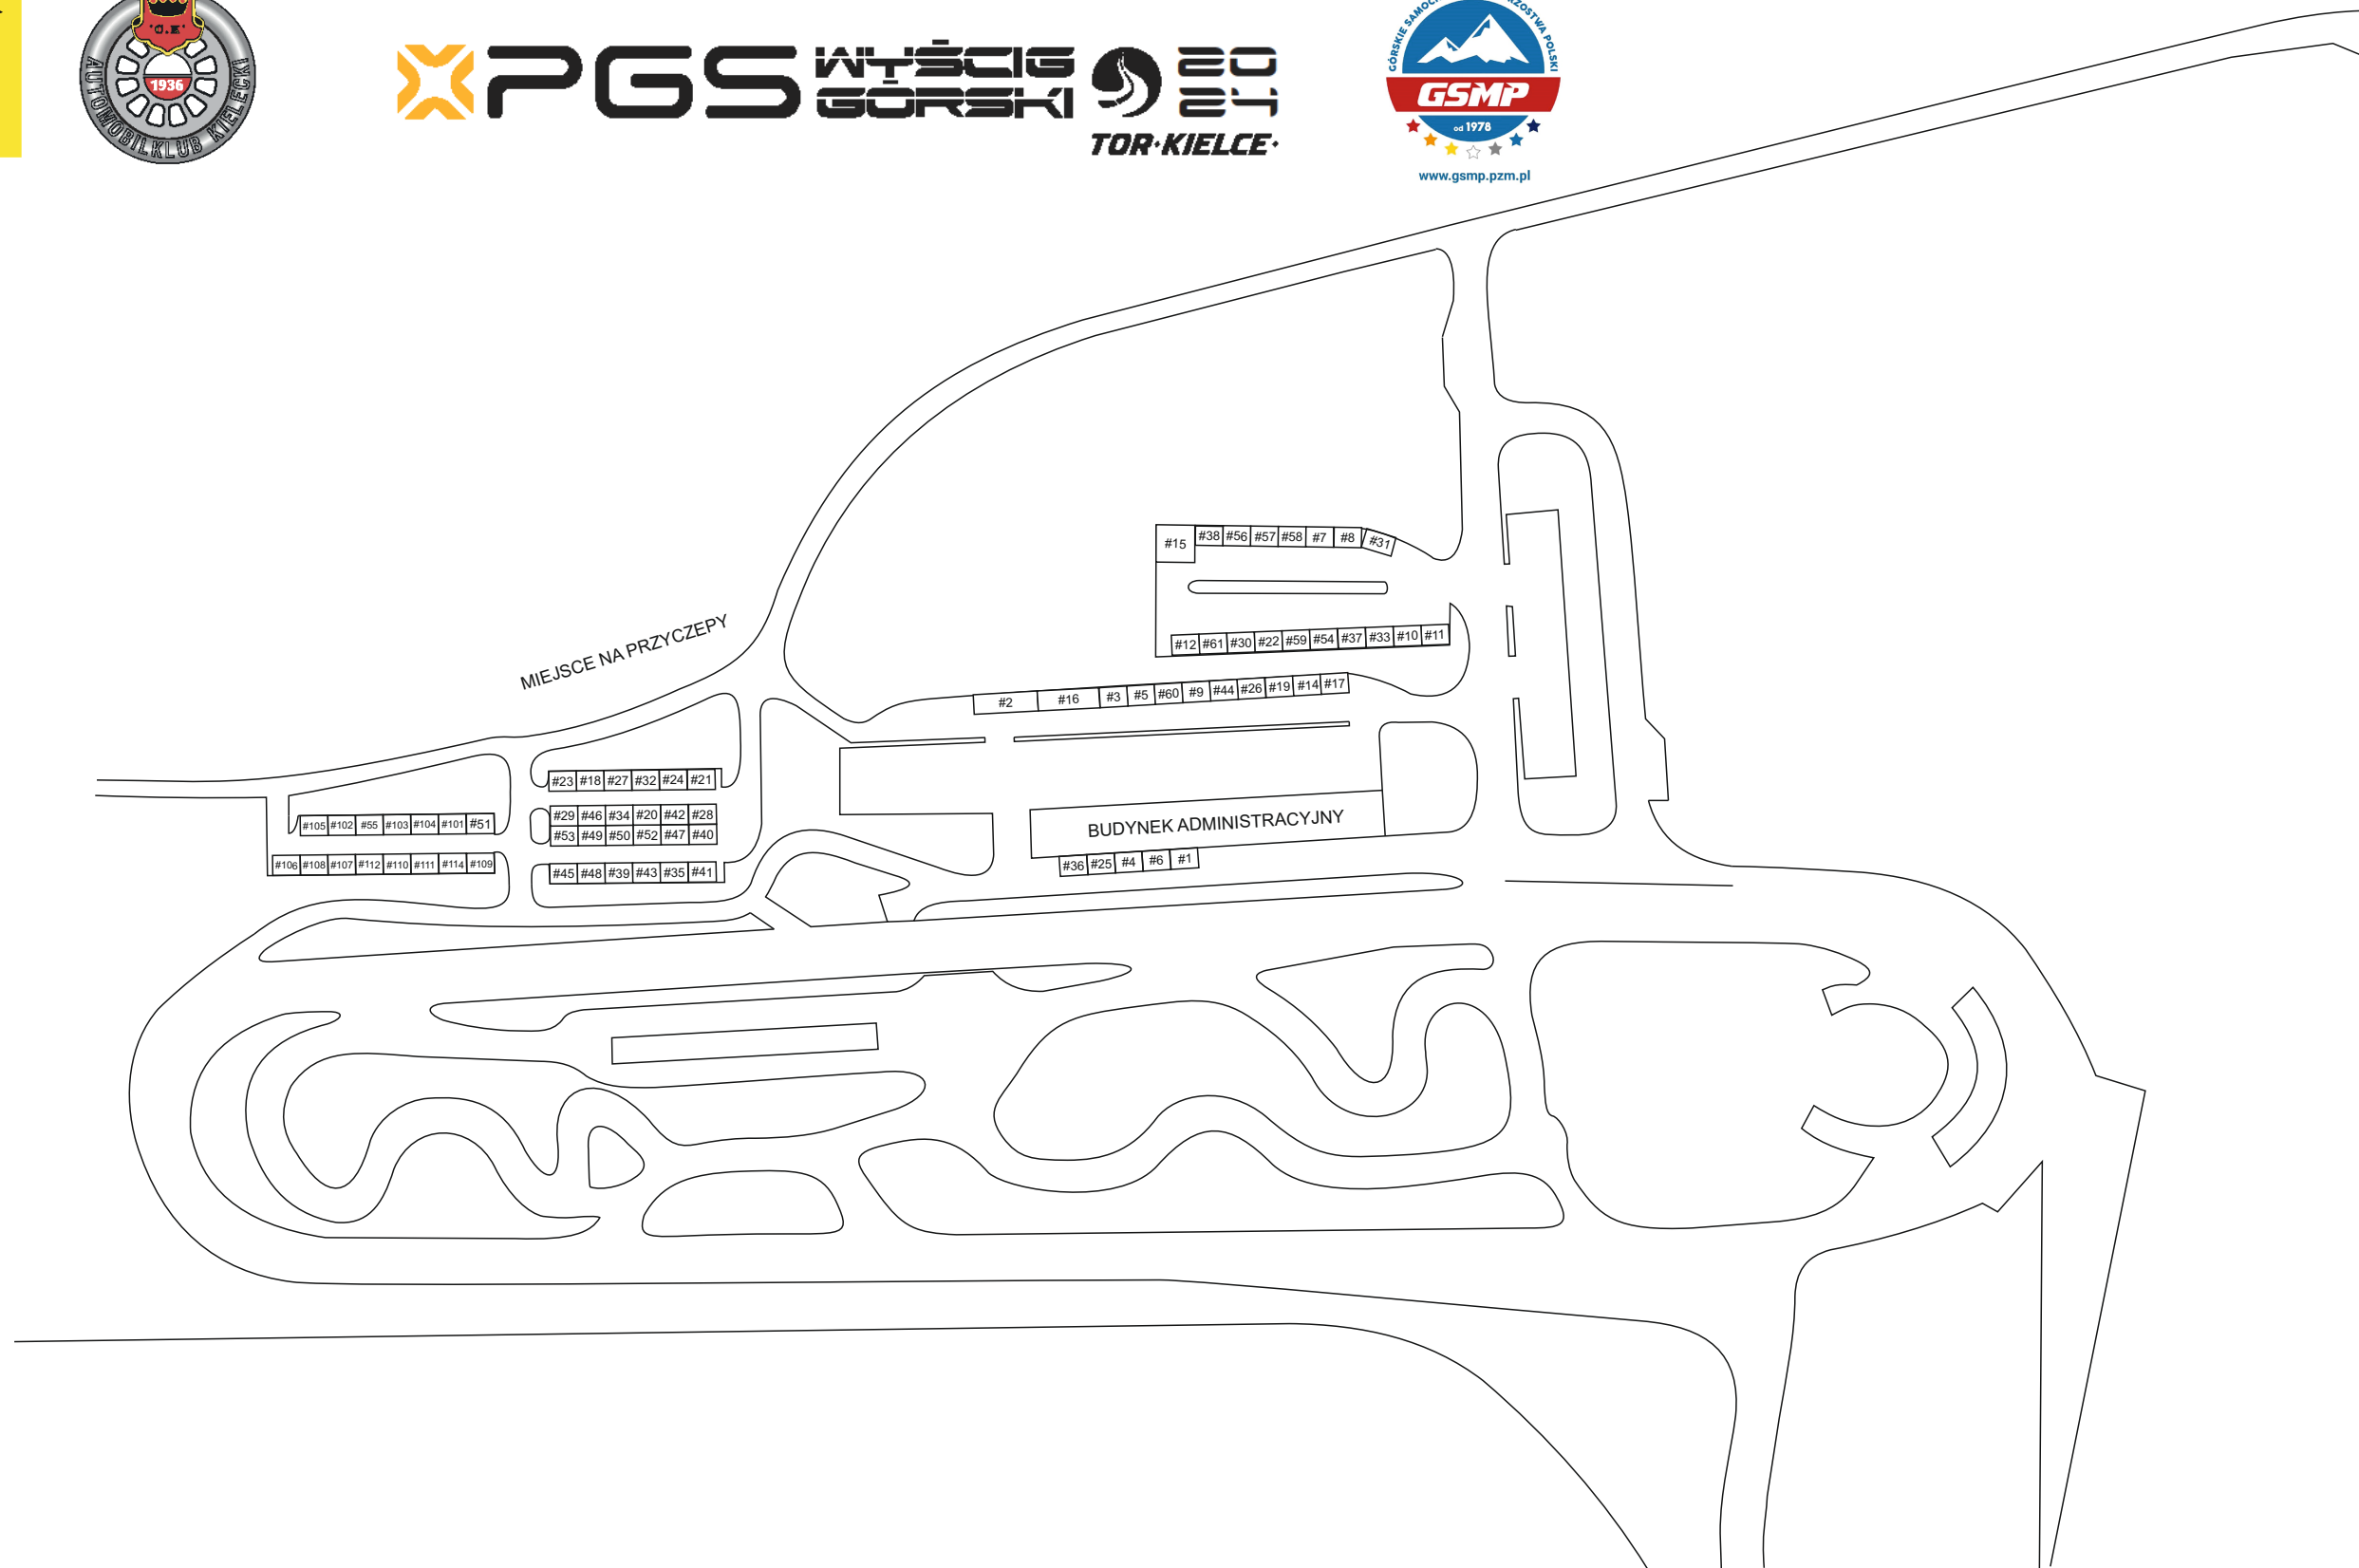 C.K
1936
AUTOMOBILKLUB KIELECKI
PGS WYŚCIG GÓRSKI 2024
TOR·KIELCE·
GÓRSKIE
POLSKI
GSMP
od 1978
www.gsmp.pzm.pl
#15 #38 #56 #57 #58 #7 #8 #31
#12 #61 #30 #22 #59 #54 #37 #33 #10 #11
MIEJSCE NA PRZYCZEPY
#2 #16 #3 #5 #60 #9 #44 #26 #19 #14 #17
#23 #18 #27 #32 #24 #21
#29 #46 #34 #20 #42 #28
#53 #49 #50 #52 #47 #40
#45 #48 #39 #43 #35 #41
#105 #102 #55 #103 #104 #101 #51
#106 #108 #107 #112 #110 #111 #114 #109
BUDYNEK ADMINISTRACYJNY
#36 #25 #4 #6 #1